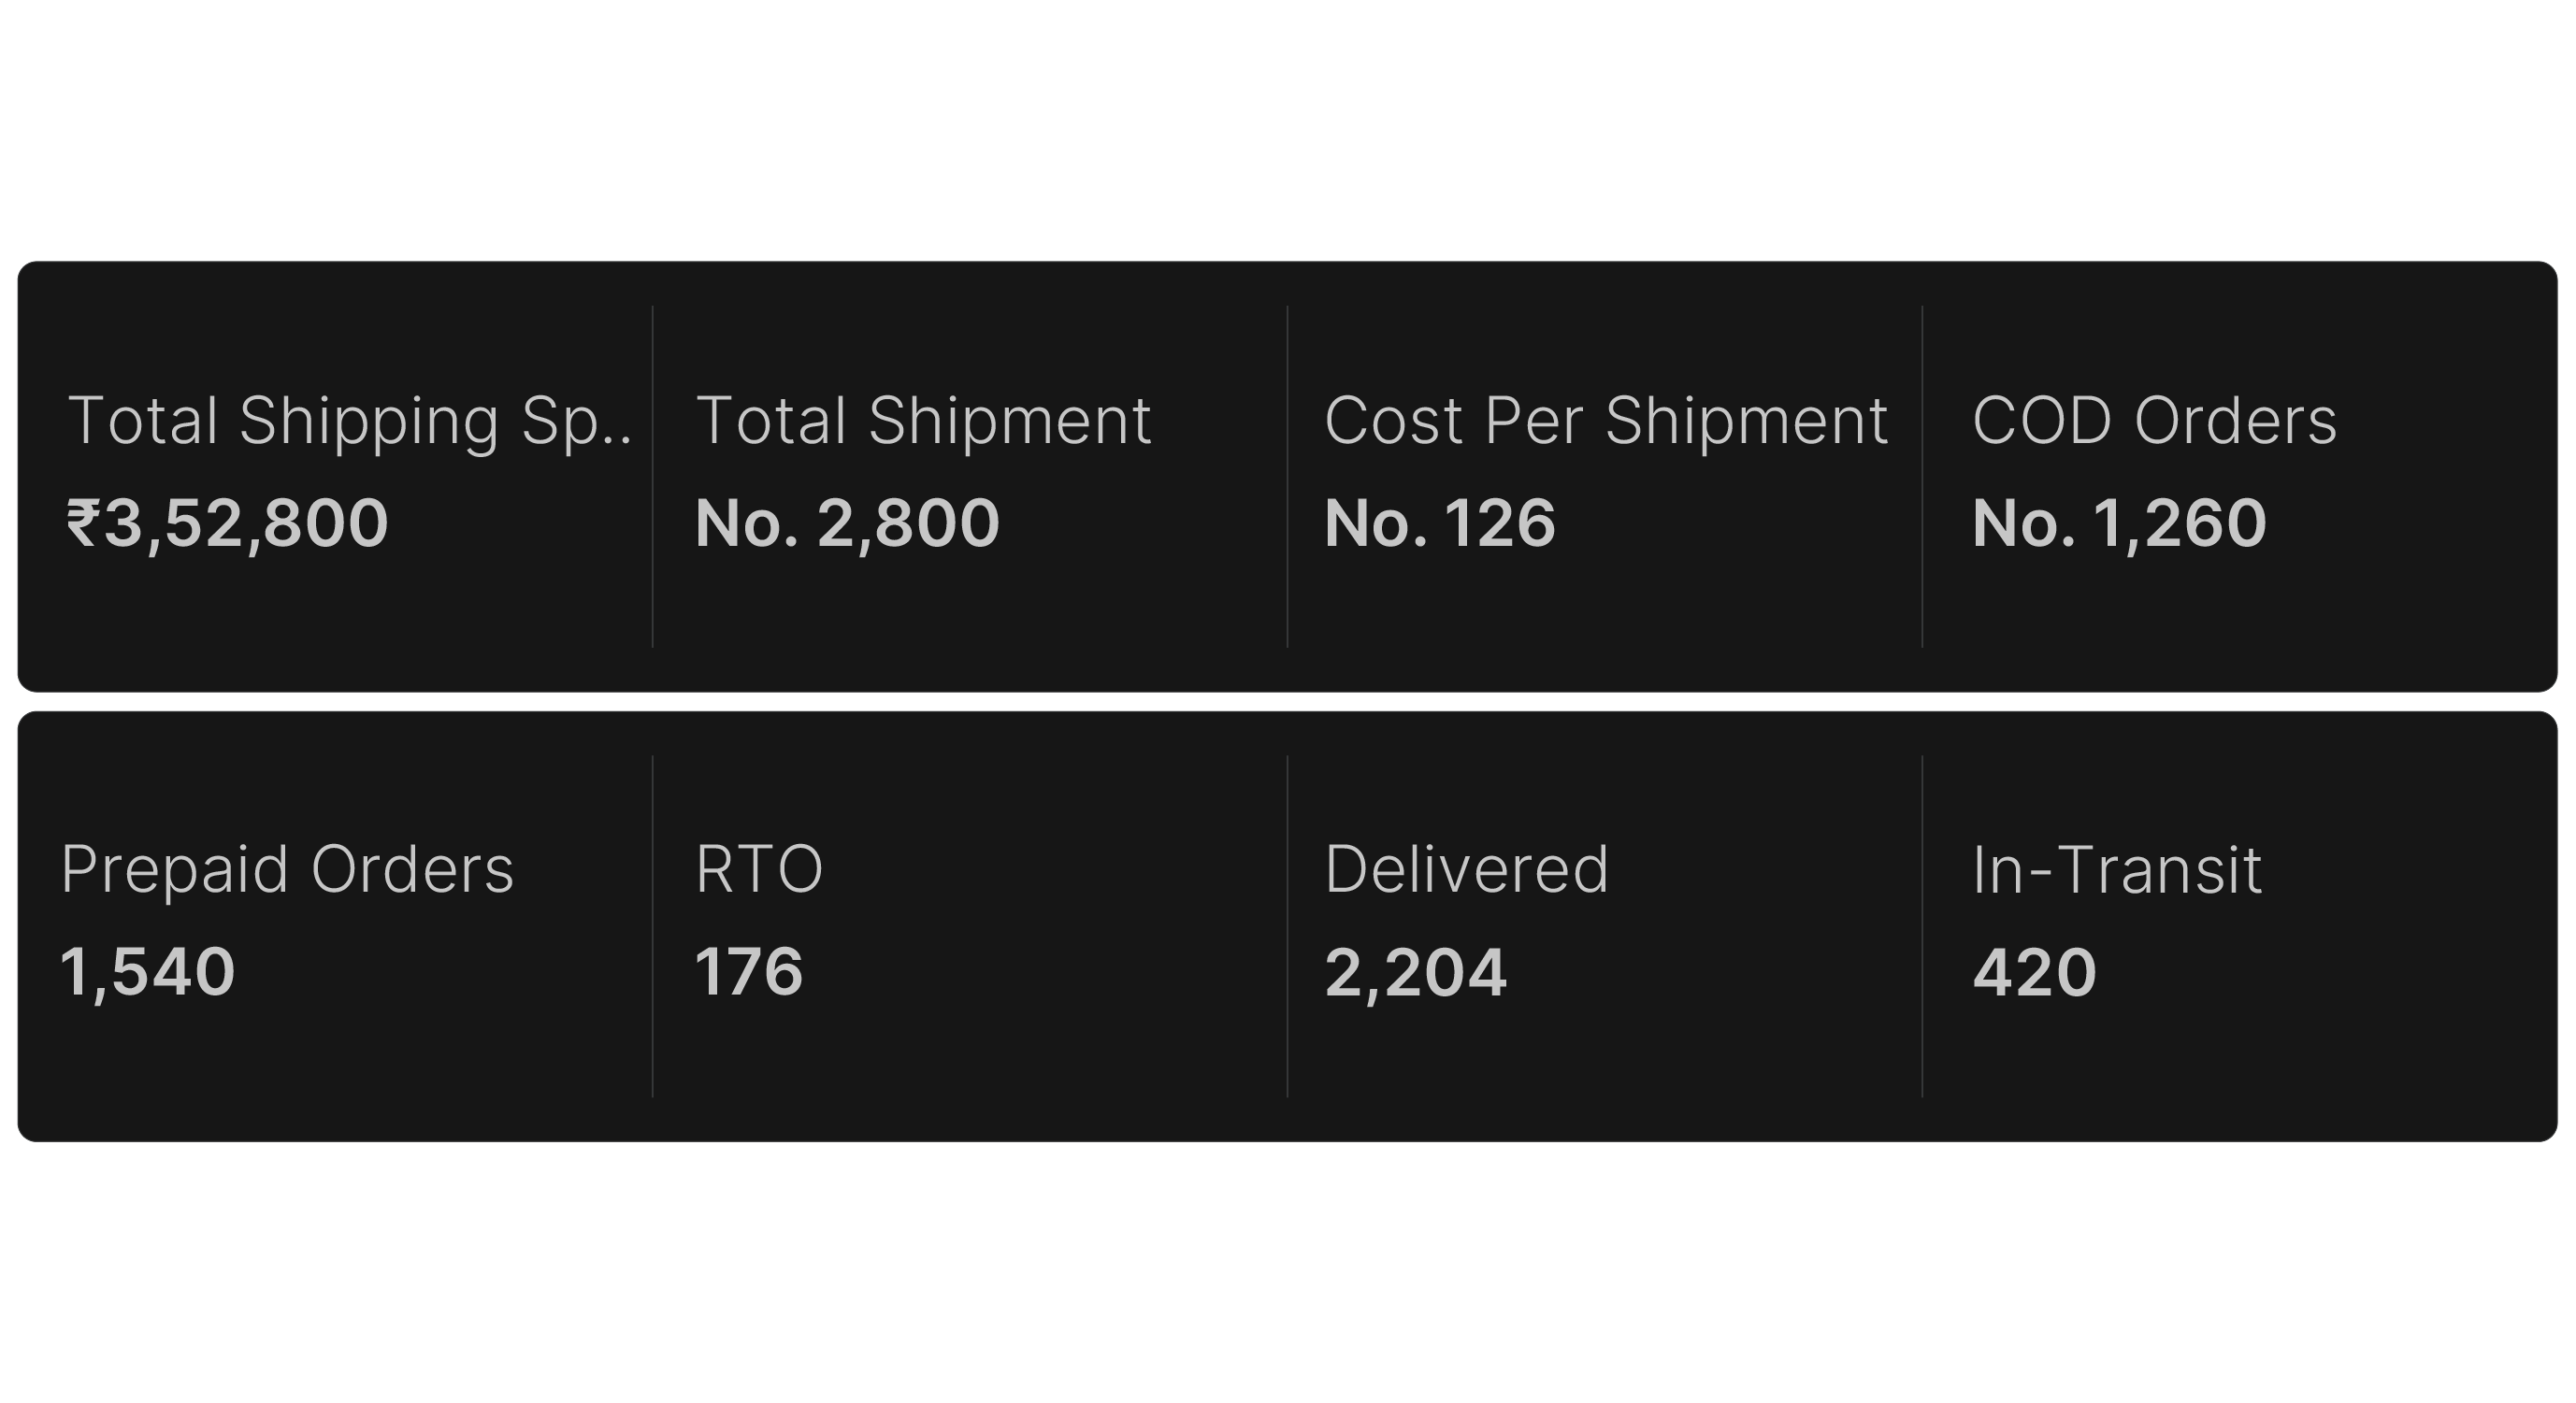 Total Shipping Sp..
₹3,52,800
Total Shipment
No. 2,800
Cost Per Shipment
No. 126
COD Orders
No. 1,260
Prepaid Orders
1,540
RTO
176
Delivered
2,204
In-Transit
420